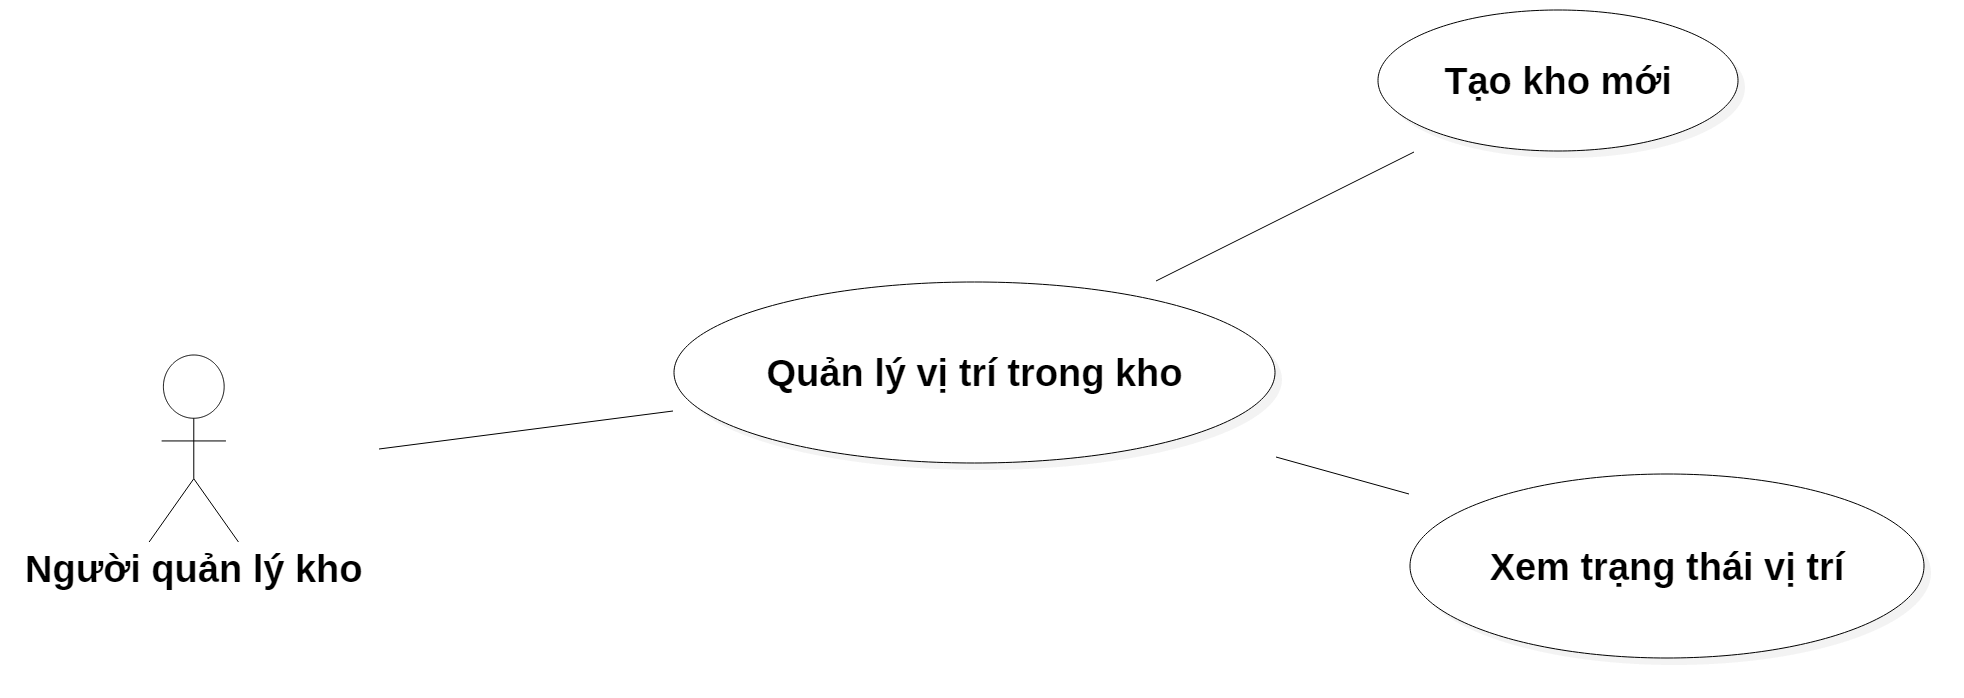 Tạo kho mới
Quản lý vị trí trong kho
Người quản lý kho
Xem trạng thái vị trí